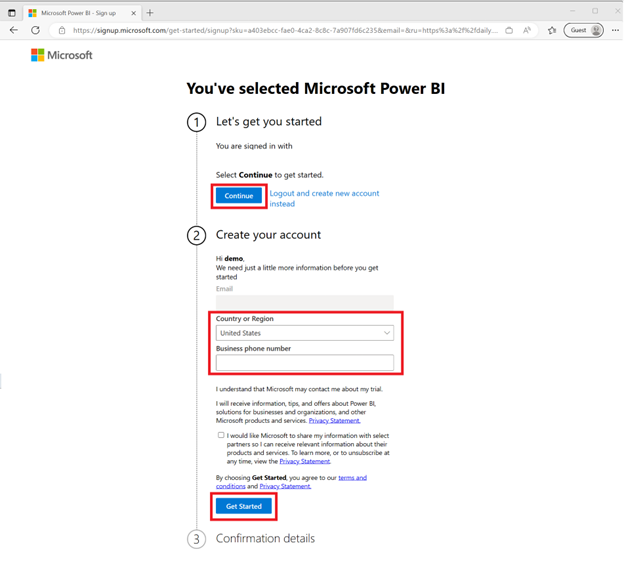 Microsoft Power BI - Sign up
https://signup.microsoft.com/get-started/signup?sku=a403ebcc-fae0-4ca2-8c8c-7a907fd6c235&email=&ru=https%3a%2f%2fdaily...
Guest
Microsoft
You've selected Microsoft Power BI
1 Let's get you started
You are signed in with
Select Continue to get started.
Continue
Logout and create new account
instead
2 Create your account
Hi demo,
We need just a little more information before you get
started
Email
Country or Region
United States
Business phone number
I understand that Microsoft may contact me about my trial.
I will receive information, tips, and offers about Power BI,
solutions for businesses and organizations, and other
Microsoft products and services. Privacy Statement.
I would like Microsoft to share my information with select
partners so I can receive relevant information about their
products and services. To learn more, or to unsubscribe at
any time, view the Privacy Statement.
By choosing Get Started, you agree to our terms and
conditions and Privacy Statement.
Get Started
3 Confirmation details